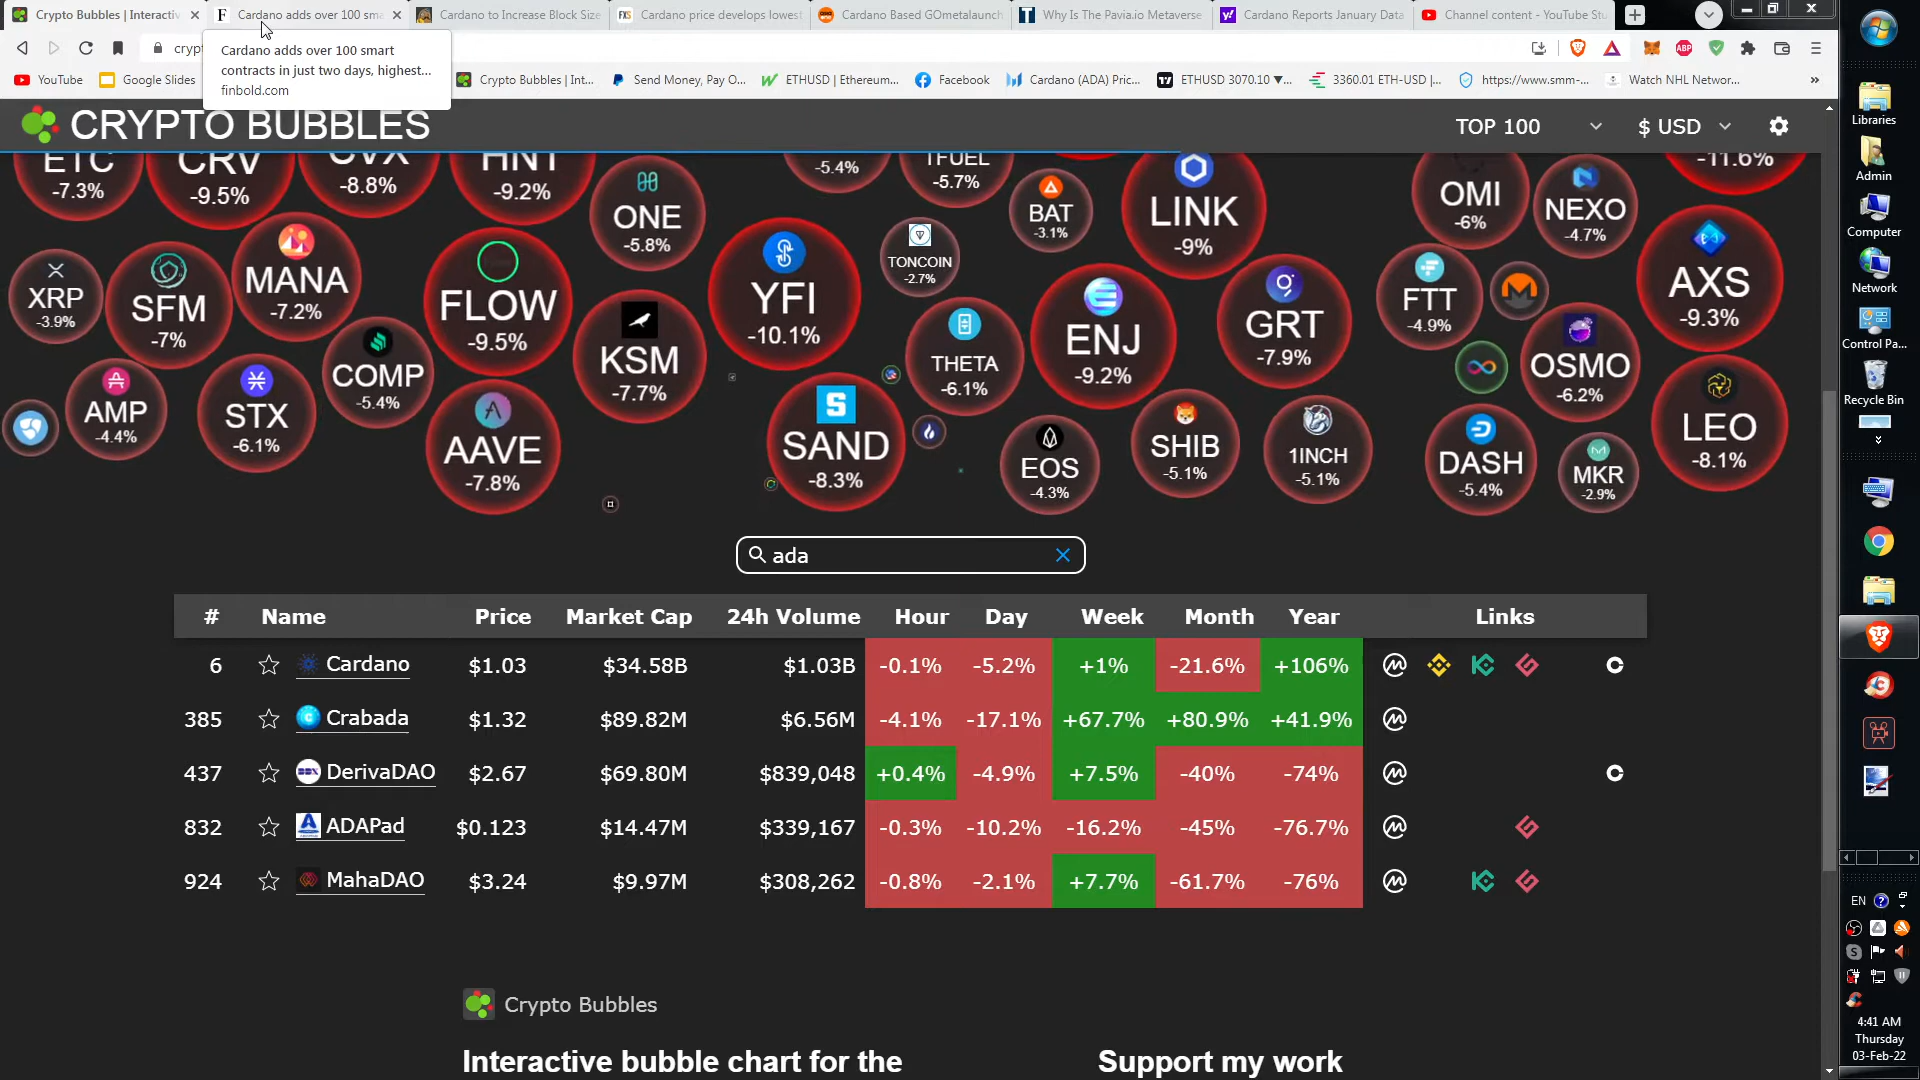 Crypto Bubbles | Interactiv
Cardano adds over 100 sma
Cardano to Increase Block Size
FXS
Cardano price develops lowest
Cardano Based GOmetalaunch
Why Is The Pavia.io Metaverse
Cardano Reports January Data
Channel content - YouTube Stu
crypt
ABP
Cardano adds over 100 smart
contracts in just two days, highest...
finbold.com
YouTube
Google Slides
Crypto Bubbles | Int...
Send Money, Pay O...
ETHUSD | Ethereum...
Facebook
Cardano (ADA) Pric...
ETHUSD 3070.10 ▼...
3360.01 ETH-USD |...
https://www.smm-...
Watch NHL Networ...
»
CRYPTO BUBBLES
TOP 100
$ USD
ETC
-7.3%
CRV
-9.5%
CVX
-8.8%
HNT
-9.2%
ONE
-5.8%
-5.4%
TFUEL
-5.7%
BAT
-3.1%
LINK
-9%
OMI
-6%
NEXO
-4.7%
-11.6%
XRP
-3.9%
SFM
-7%
MANA
-7.2%
FLOW
-9.5%
KSM
-7.7%
YFI
-10.1%
TONCOIN
-2.7%
THETA
-6.1%
ENJ
-9.2%
GRT
-7.9%
FTT
-4.9%
OSMO
-6.2%
AXS
-9.3%
AMP
-4.4%
STX
-6.1%
COMP
-5.4%
AAVE
-7.8%
SAND
-8.3%
EOS
-4.3%
SHIB
-5.1%
1INCH
-5.1%
DASH
-5.4%
MKR
-2.9%
LEO
-8.1%
ada
# Name Price Market Cap 24h Volume Hour Day Week Month Year Links
6 Cardano $1.03 $34.58B $1.03B -0.1% -5.2% +1% -21.6% +106%
385 Crabada $1.32 $89.82M $6.56M -4.1% -17.1% +67.7% +80.9% +41.9%
437 DerivaDAO $2.67 $69.80M $839,048 +0.4% -4.9% +7.5% -40% -74%
832 ADAPad $0.123 $14.47M $339,167 -0.3% -10.2% -16.2% -45% -76.7%
924 MahaDAO $3.24 $9.97M $308,262 -0.8% -2.1% +7.7% -61.7% -76%
Crypto Bubbles
Interactive bubble chart for the
Support my work
Libraries
Admin
Computer
Network
Control Pa...
Recycle Bin
EN
4:41 AM
Thursday
03-Feb-22